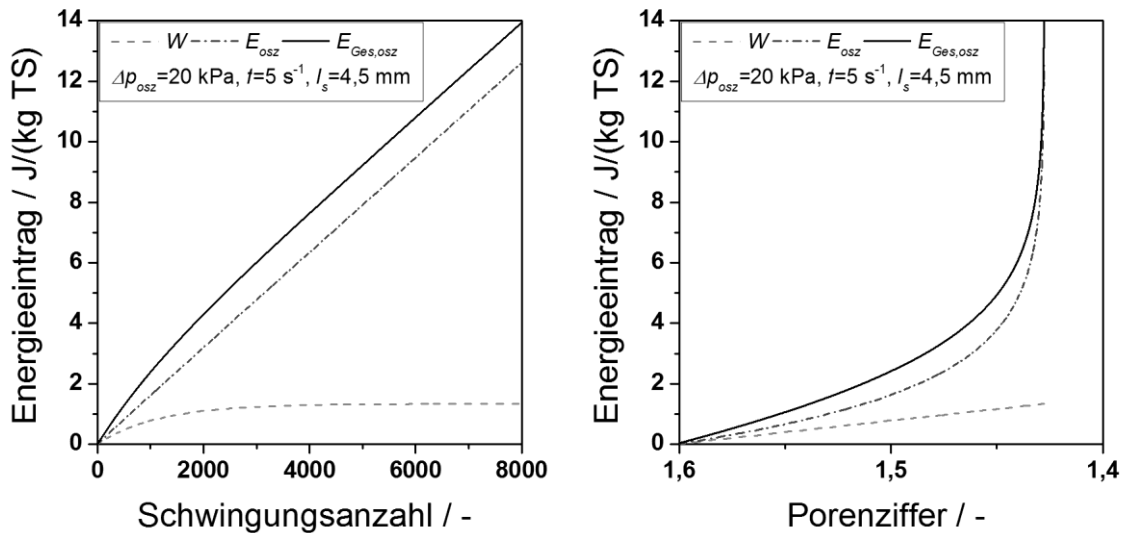 14
12
10
8
6
4
2
0
Energieeintrag / J/(kg TS)
W E_osz E_Ges,osz
Δp_osz=20 kPa, f=5 s⁻¹, l_s=4,5 mm
0 2000 4000 6000 8000
Schwingungsanzahl / -
14
12
10
8
6
4
2
0
Energieeintrag / J/(kg TS)
W E_osz E_Ges,osz
Δp_osz=20 kPa, f=5 s⁻¹, l_s=4,5 mm
1,6 1,5 1,4
Porenziffer / -